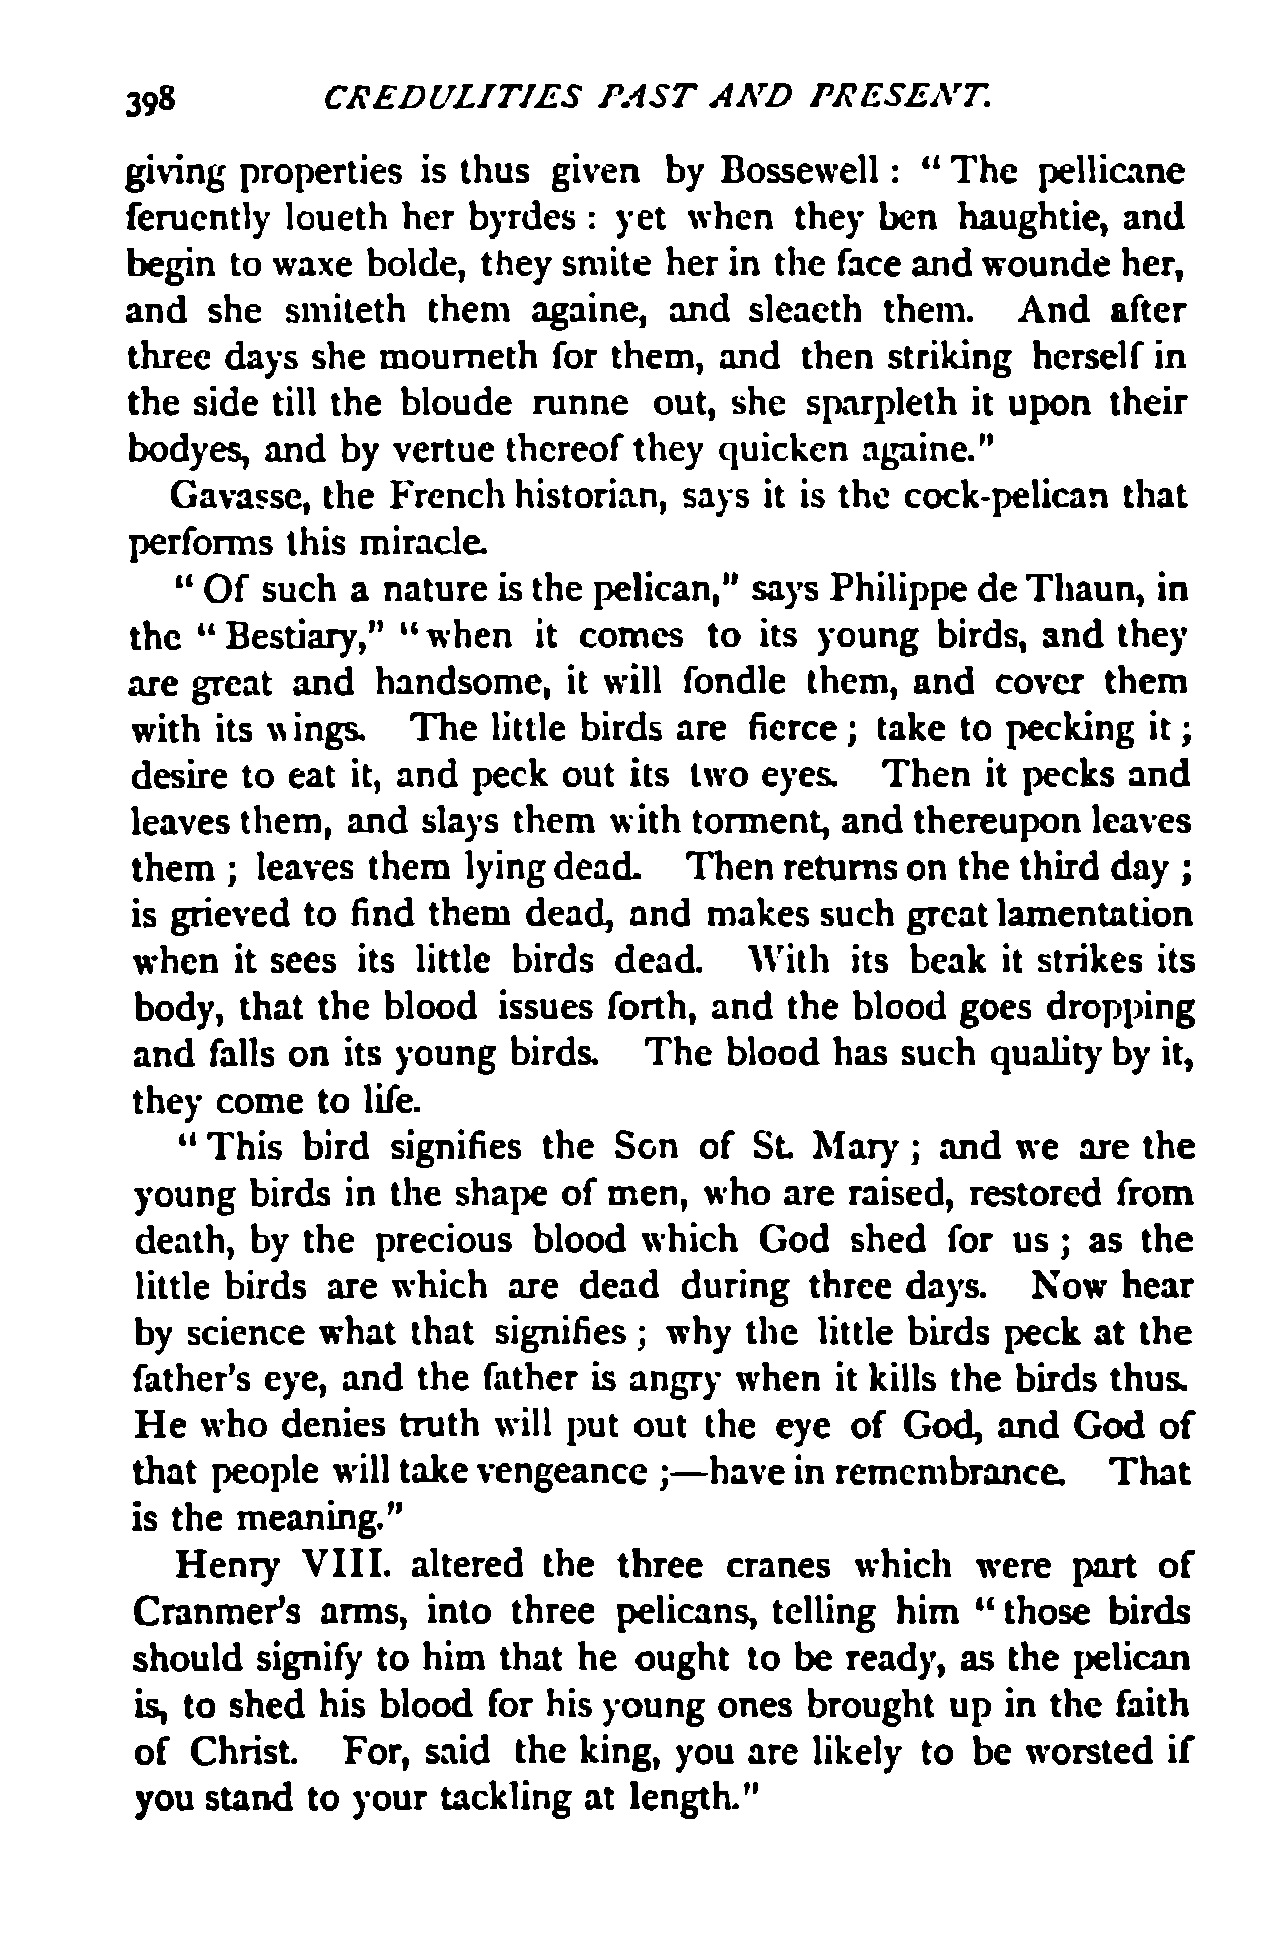 398 CREDULITIES PAST AND PRESENT.
giving properties is thus given by Bossewell : " The pellicane
feruently loueth her byrdes : yet when they ben haughtie, and
begin to waxe bolde, they smite her in the face and wounde her,
and she smiteth them againe, and sleaeth them. And after
three days she mourneth for them, and then striking herself in
the side till the bloude runne out, she sparpleth it upon their
bodyes, and by vertue thereof they quicken againe."
Gavasse, the French historian, says it is the cock-pelican that
performs this miracle.
" Of such a nature is the pelican," says Philippe de Thaun, in
the " Bestiary," " when it comes to its young birds, and they
are great and handsome, it will fondle them, and cover them
with its wings. The little birds are fierce ; take to pecking it ;
desire to eat it, and peck out its two eyes. Then it pecks and
leaves them, and slays them with torment, and thereupon leaves
them ; leaves them lying dead. Then returns on the third day ;
is grieved to find them dead, and makes such great lamentation
when it sees its little birds dead. With its beak it strikes its
body, that the blood issues forth, and the blood goes dropping
and falls on its young birds. The blood has such quality by it,
they come to life.
" This bird signifies the Son of St. Mary ; and we are the
young birds in the shape of men, who are raised, restored from
death, by the precious blood which God shed for us ; as the
little birds are which are dead during three days. Now hear
by science what that signifies ; why the little birds peck at the
father's eye, and the father is angry when it kills the birds thus.
He who denies truth will put out the eye of God, and God of
that people will take vengeance ;—have in remembrance. That
is the meaning."
Henry VIII. altered the three cranes which were part of
Cranmer's arms, into three pelicans, telling him " those birds
should signify to him that he ought to be ready, as the pelican
is, to shed his blood for his young ones brought up in the faith
of Christ. For, said the king, you are likely to be worsted if
you stand to your tackling at length."